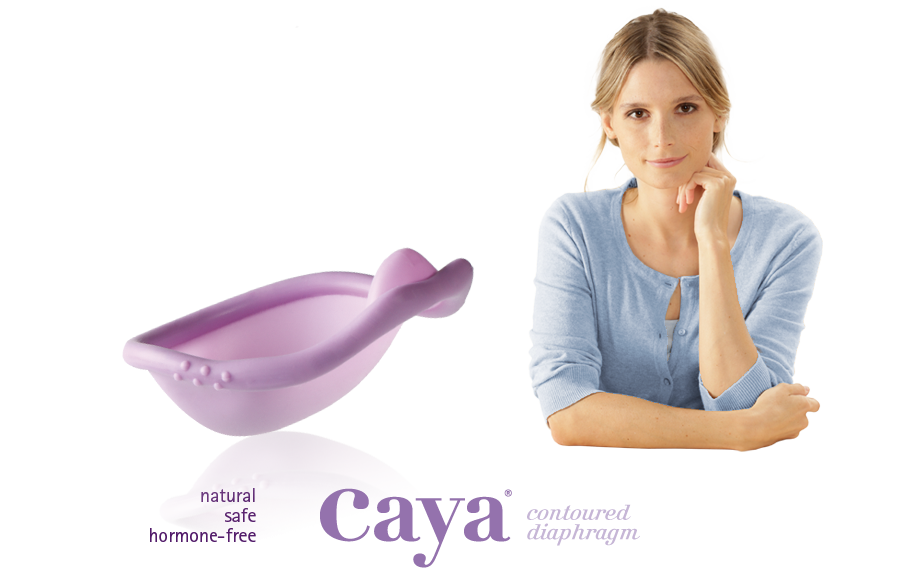 natural
safe
hormone-free
caya®
contoured
diaphragm